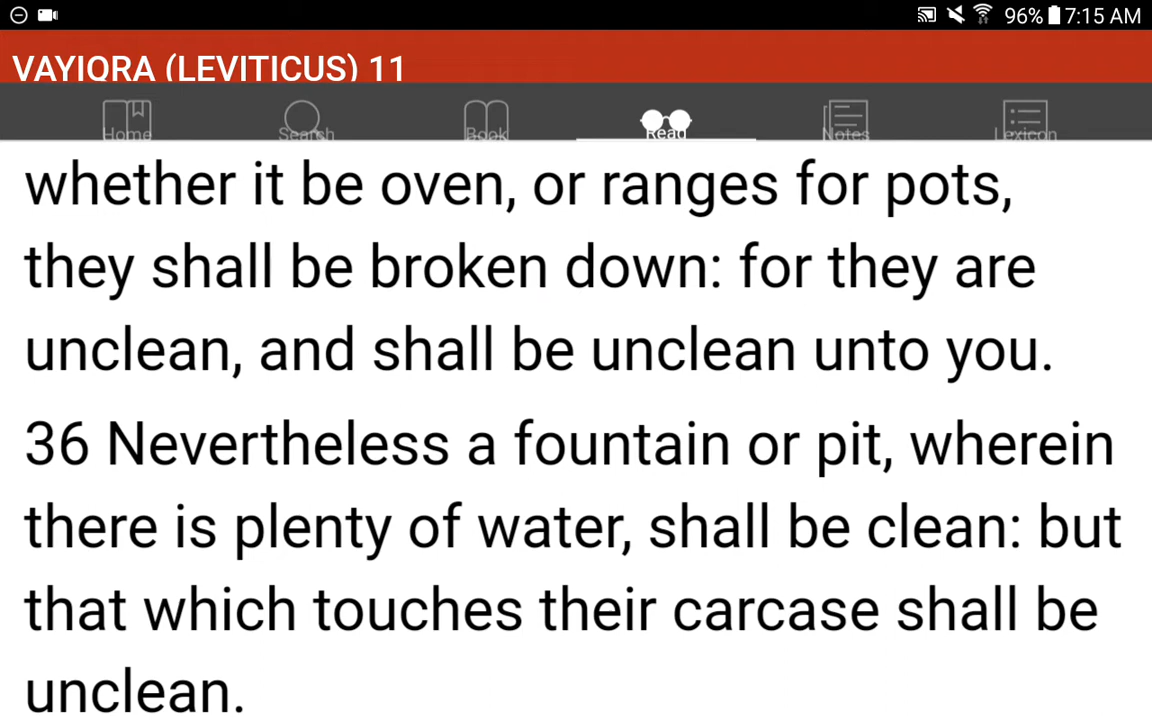 96% 7:15 AM
VAYIQRA (LEVITICUS) 11
Home Search Book Read Notes Lexicon
whether it be oven, or ranges for pots,
they shall be broken down: for they are
unclean, and shall be unclean unto you.
36 Nevertheless a fountain or pit, wherein
there is plenty of water, shall be clean: but
that which touches their carcase shall be
unclean.